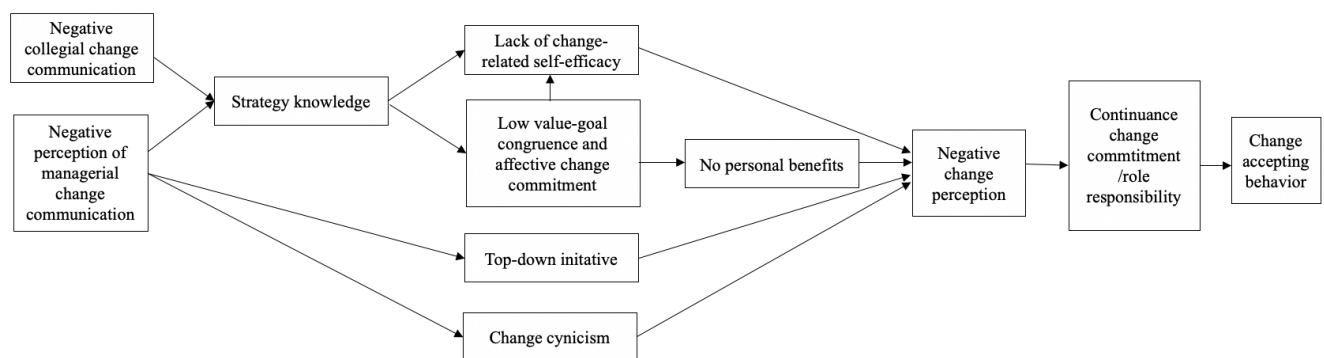 Negative
collegial change
communication
Negative
perception of
managerial
change
communication
Strategy knowledge
Lack of change-
related self-efficacy
Low value-goal
congruence and
affective change
commitment
No personal benefits
Top-down initative
Change cynicism
Negative
change
perception
Continuance
change
commtitment
/role
responsibility
Change
accepting
behavior